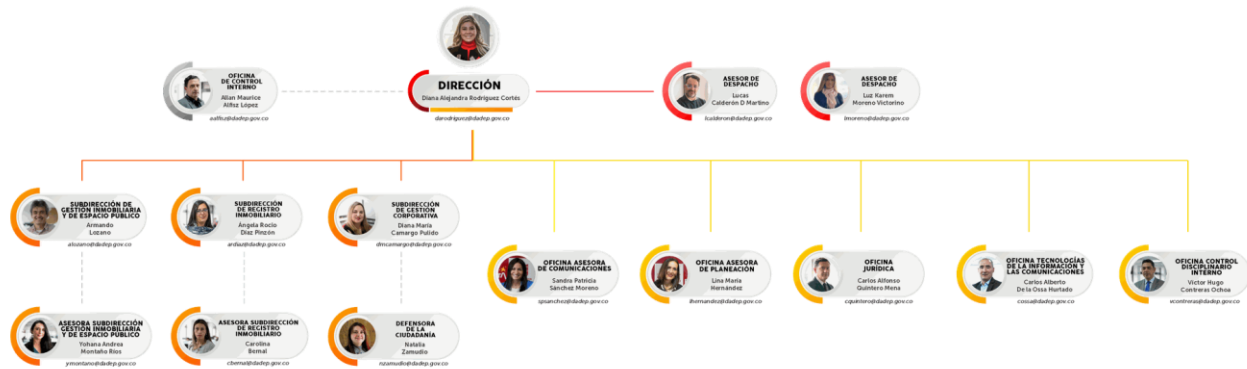 OFICINA
DE CONTROL
INTERNO
Allan Maurice
Alfisz López
aalfisz@dadep.gov.co
DIRECCIÓN
Diana Alejandra Rodríguez Cortés
darodriguez@dadep.gov.co
ASESOR DE
DESPACHO
Lucas
Calderón D Martino
lcalderon@dadep.gov.co
ASESOR DE
DESPACHO
Luz Karem
Moreno Victorino
lmoreno@dadep.gov.co
SUBDIRECCIÓN DE
GESTIÓN INMOBILIARIA
Y DE ESPACIO PÚBLICO
Armando
Lozano
alozano@dadep.gov.co
SUBDIRECCIÓN
DE REGISTRO
INMOBILIARIO
Ángela Rocío
Díaz Pinzón
ardiaz@dadep.gov.co
SUBDIRECCIÓN
DE GESTIÓN
CORPORATIVA
Diana María
Camargo Pulido
dmcamargo@dadep.gov.co
OFICINA ASESORA
DE COMUNICACIONES
Sandra Patricia
Sánchez Moreno
spsanchez@dadep.gov.co
OFICINA ASESORA
DE PLANEACIÓN
Lina María
Hernández
lhernandez@dadep.gov.co
OFICINA
JURÍDICA
Carlos Alfonso
Quintero Mena
cquintero@dadep.gov.co
OFICINA TECNOLOGÍAS
DE LA INFORMACIÓN Y
LAS COMUNICACIONES
Carlos Alberto
De la Ossa Hurtado
cossa@dadep.gov.co
OFICINA CONTROL
DISCIPLINARIO
INTERNO
Víctor Hugo
Contreras Ochoa
vcontreras@dadep.gov.co
ASESORA SUBDIRECCIÓN
GESTIÓN INMOBILIARIA
Y DE ESPACIO PÚBLICO
Yohana Andrea
Montaño Ríos
ymontano@dadep.gov.co
ASESORA SUBDIRECCIÓN
DE REGISTRO
INMOBILIARIO
Carolina
Bernal
cbernal@dadep.gov.co
DEFENSORA
DE LA
CIUDADANÍA
Natalia
Zamudio
nzamudio@dadep.gov.co